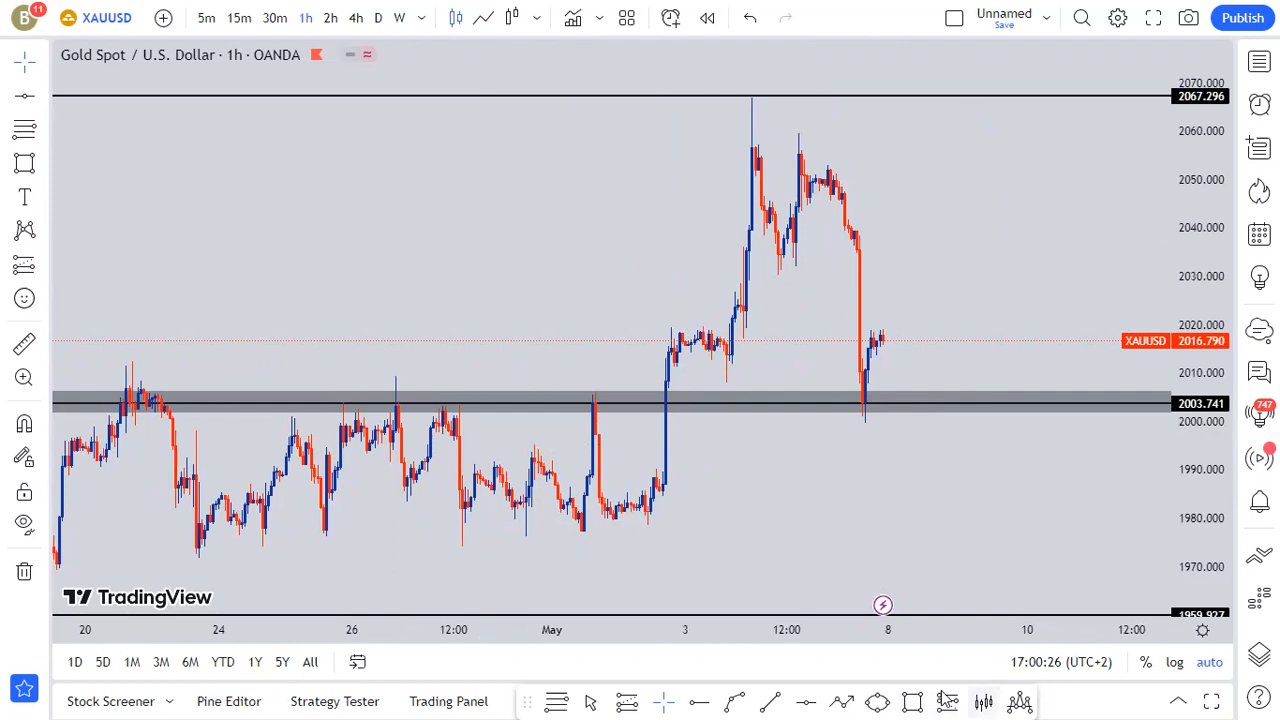 B 11 XAUUSD 5m 15m 30m 1h 2h 4h D W Unnamed Save Publish
Gold Spot / U.S. Dollar · 1h · OANDA
2070.000
2067.296
2060.000
2050.000
2040.000
2030.000
2020.000
XAUUSD 2016.790
2010.000
2003.741
747
2000.000
1990.000
1980.000
1970.000
TradingView
1959.927
20 24 26 12:00 May 3 12:00 8 10 12:00
1D 5D 1M 3M 6M YTD 1Y 5Y All 17:00:26 (UTC+2) % log auto
Stock Screener Pine Editor Strategy Tester Trading Panel